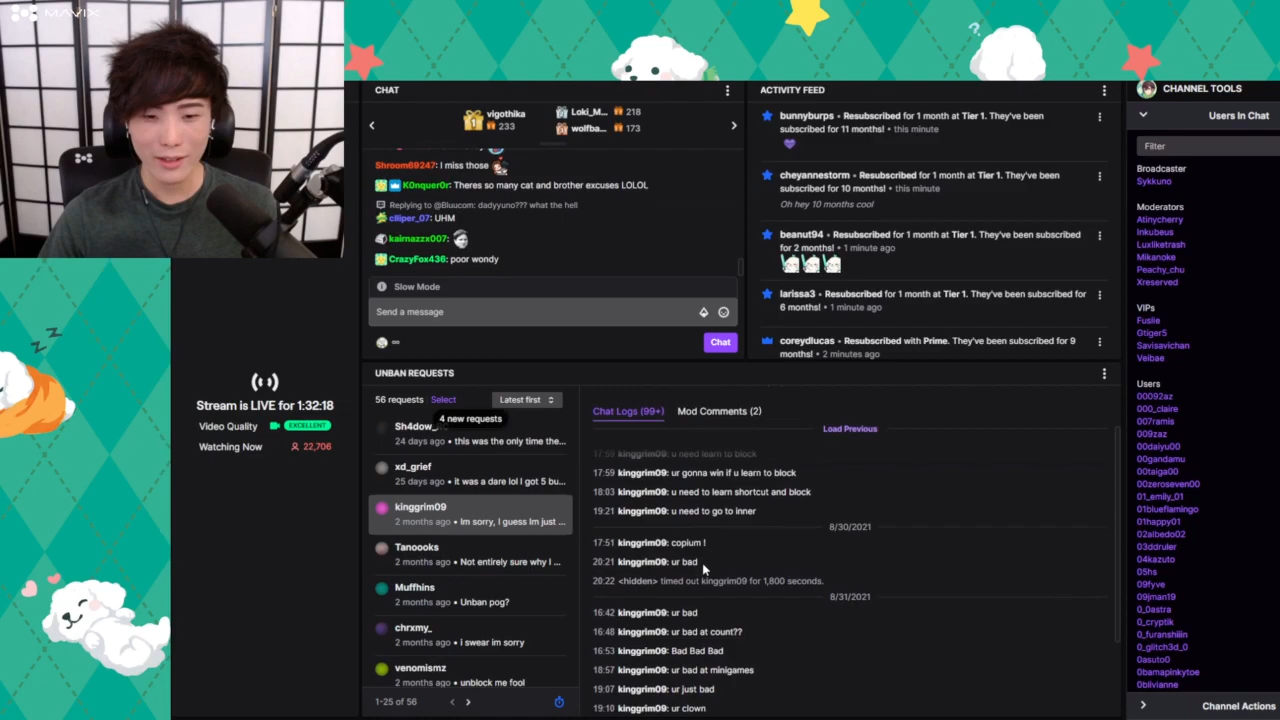 MAVIX
CHAT
vigothika
233
Loki_M... 218
wolfba... 173
Shroom69247: I miss those
K0nquer0r: Theres so many cat and brother excuses LOLOL
Replying to @Bluucom: dadyyuno??? what the hell
clliper_07: UHM
kairnazzx007:
CrazyFox436: poor wondy
Slow Mode
Send a message
Chat
ACTIVITY FEED
bunnyburps • Resubscribed for 1 month at Tier 1. They've been
subscribed for 11 months! • this minute
cheyannestorm • Resubscribed for 1 month at Tier 1. They've been
subscribed for 10 months! • this minute
Oh hey 10 months cool
beanut94 • Resubscribed for 1 month at Tier 1. They've been subscribed
for 2 months! • 1 minute ago
larissa3 • Resubscribed for 1 month at Tier 1. They've been subscribed for
6 months! • 1 minute ago
coreydlucas • Resubscribed with Prime. They've been subscribed for 9
months! • 2 minutes ago
CHANNEL TOOLS
Users In Chat
Filter
Broadcaster
Sykkuno
Moderators
Atinycherry
Inkubeus
Luxliketrash
Mikanoke
Peachy_chu
Xreserved
VIPs
Fuslie
Gtiger5
Savisavichan
Veibae
Users
00092az
000_claire
007ramis
009zaz
00daiyu00
00gandamu
00taiga00
00zeroseven00
01_emily_01
01blueflamingo
01happy01
02albedo02
03ddruler
04kazuto
05hs
09fyve
09jman19
0_0astra
0_cryptik
0_furanshiiin
0_glitch3d_0
0asuto0
0bamapinkytoe
0blivianne
Channel Actions
Stream is LIVE for 1:32:18
Video Quality EXCELLENT
Watching Now 22,706
UNBAN REQUESTS
56 requests Select Latest first
4 new requests
Sh4dow_
24 days ago • this was the only time the...
xd_grief
25 days ago • it was a dare lol I got 5 bu...
kinggrim09
2 months ago • Im sorry, I guess Im just ...
Tanoooks
2 months ago • Not entirely sure why I ...
Muffhins
2 months ago • Unban pog?
chrxmy_
2 months ago • i swear im sorry
venomismz
2 months ago • unblock me fool
1-25 of 56
Chat Logs (99+) Mod Comments (2)
Load Previous
17:59 kinggrim09: u need learn to block
17:59 kinggrim09: ur gonna win if u learn to block
18:03 kinggrim09: u need to learn shortcut and block
19:21 kinggrim09: u need to go to inner
8/30/2021
17:51 kinggrim09: copium !
20:21 kinggrim09: ur bad
20:22 <hidden> timed out kinggrim09 for 1,800 seconds.
8/31/2021
16:42 kinggrim09: ur bad
16:48 kinggrim09: ur bad at count??
16:53 kinggrim09: Bad Bad Bad
18:57 kinggrim09: ur bad at minigames
19:07 kinggrim09: ur just bad
19:10 kinggrim09: ur clown